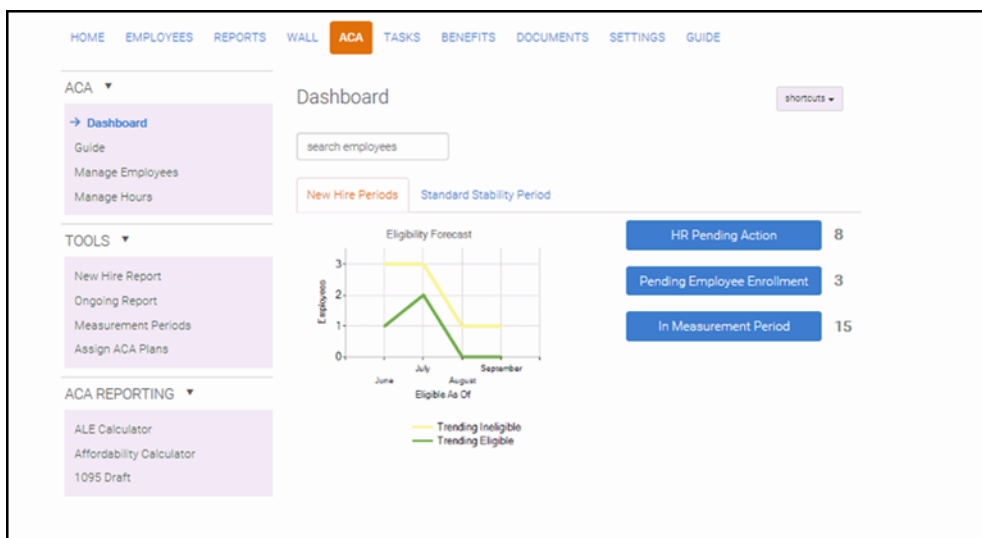 HOME EMPLOYEES REPORTS WALL ACA TASKS BENEFITS DOCUMENTS SETTINGS GUIDE
ACA ▼
→ Dashboard
Guide
Manage Employees
Manage Hours
TOOLS ▼
New Hire Report
Ongoing Report
Measurement Periods
Assign ACA Plans
ACA REPORTING ▼
ALE Calculator
Affordability Calculator
1095 Draft
Dashboard
shortcuts
search employees
New Hire Periods Standard Stability Period
Eligibility Forecast
Employees
3
2
1
0
July September
June August
Eligible As Of
Trending Ineligible
Trending Eligible
HR Pending Action 8
Pending Employee Enrollment 3
In Measurement Period 15